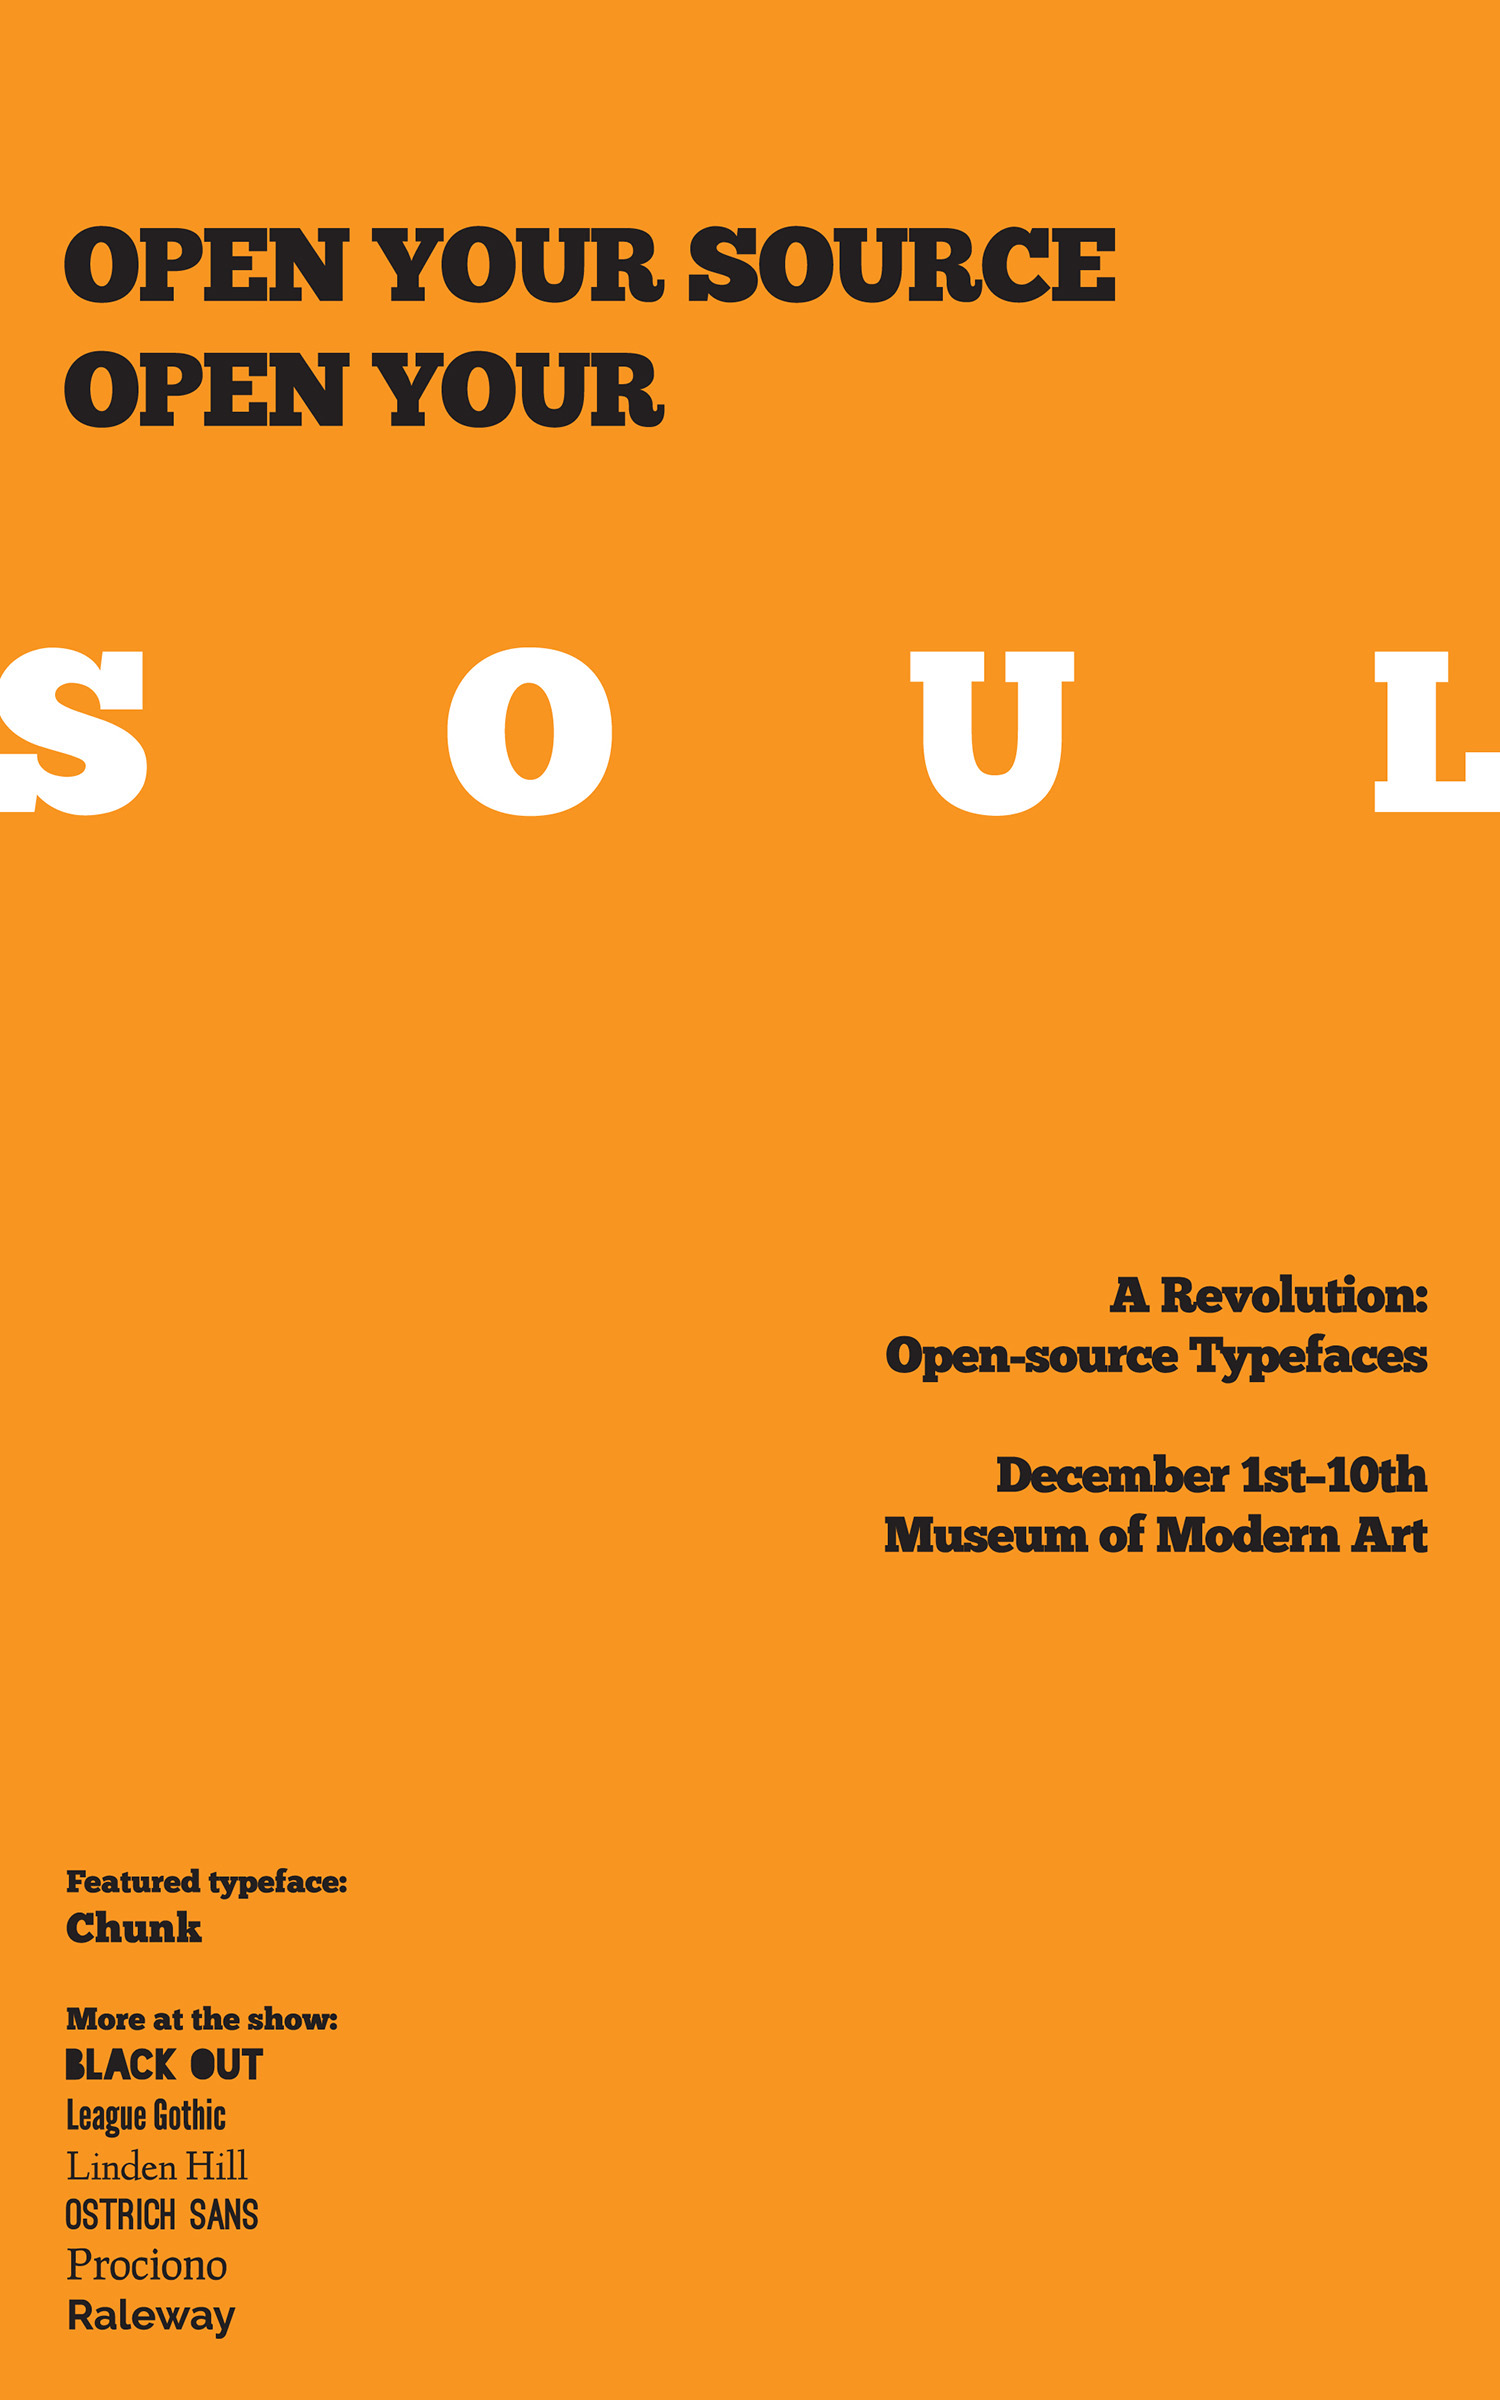 OPEN YOUR SOURCE
OPEN YOUR
SOUL
A Revolution:
Open-source Typefaces
December 1st–10th
Museum of Modern Art
Featured typeface:
Chunk
More at the show:
BLACK OUT
League Gothic
Linden Hill
OSTRICH SANS
Prociono
Raleway